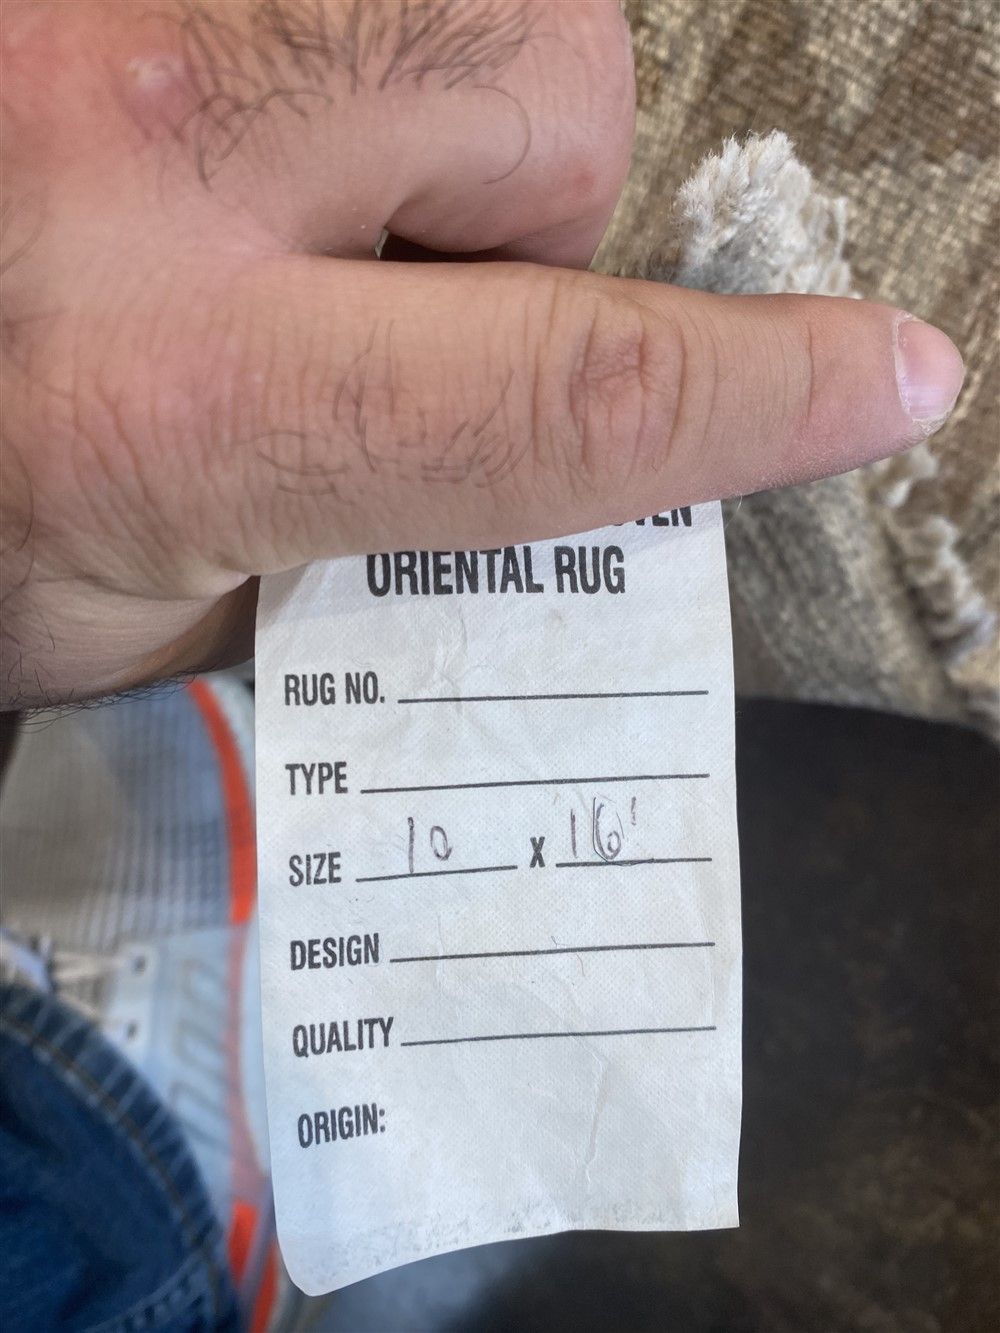 ORIENTAL RUG
RUG NO.
TYPE
SIZE 10 x 16'
DESIGN
QUALITY
ORIGIN: